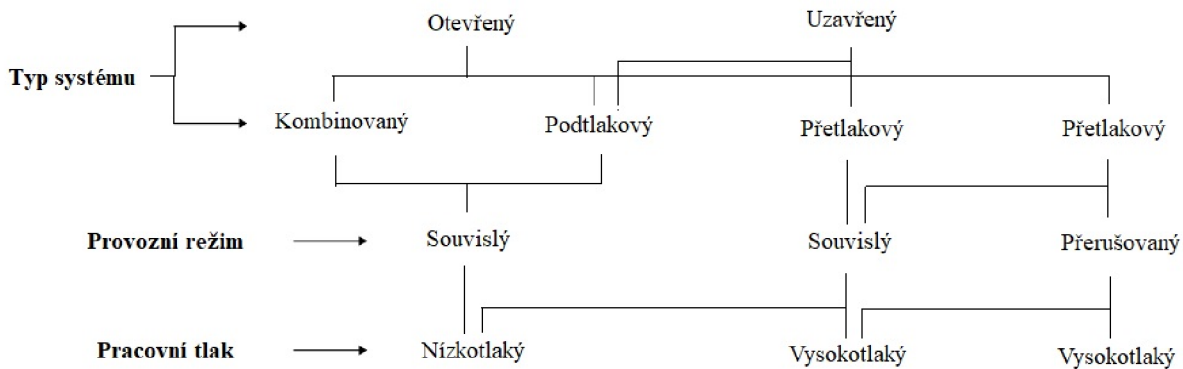 Otevřený Uzavřený
Typ systému
Kombinovaný Podtlakový Přetlakový Přetlakový
Provozní režim Souvislý Souvislý Přerušovaný
Pracovní tlak Nízkotlaký Vysokotlaký Vysokotlaký